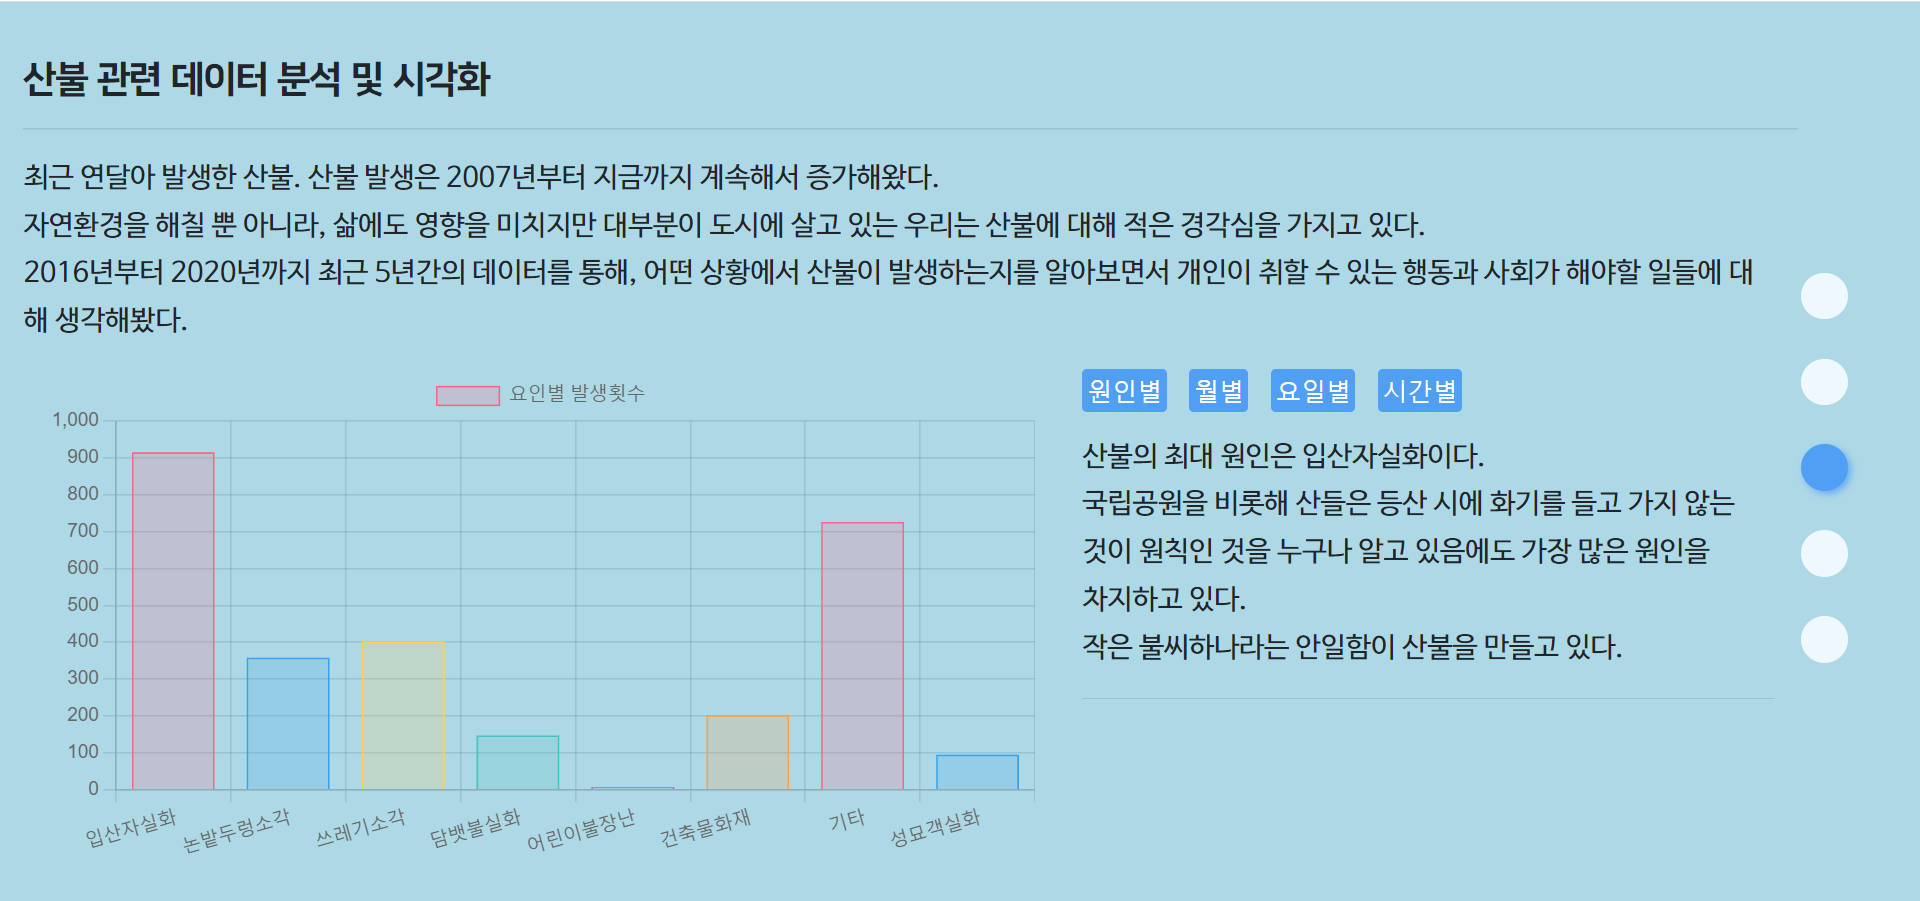 산불 관련 데이터 분석 및 시각화
최근 연달아 발생한 산불. 산불 발생은 2007년부터 지금까지 계속해서 증가해왔다.
자연환경을 해칠 뿐 아니라, 삶에도 영향을 미치지만 대부분이 도시에 살고 있는 우리는 산불에 대해 적은 경각심을 가지고 있다.
2016년부터 2020년까지 최근 5년간의 데이터를 통해, 어떤 상황에서 산불이 발생하는지를 알아보면서 개인이 취할 수 있는 행동과 사회가 해야할 일들에 대
해 생각해봤다.
요인별 발생횟수
1,000
900
800
700
600
500
400
300
200
100
0
입산자실화
논밭두렁소각
쓰레기소각
담뱃불실화
어린이불장난
건축물화재
기타
성묘객실화
원인별 월별 요일별 시간별
산불의 최대 원인은 입산자실화이다.
국립공원을 비롯해 산들은 등산 시에 화기를 들고 가지 않는
것이 원칙인 것을 누구나 알고 있음에도 가장 많은 원인을
차지하고 있다.
작은 불씨하나라는 안일함이 산불을 만들고 있다.